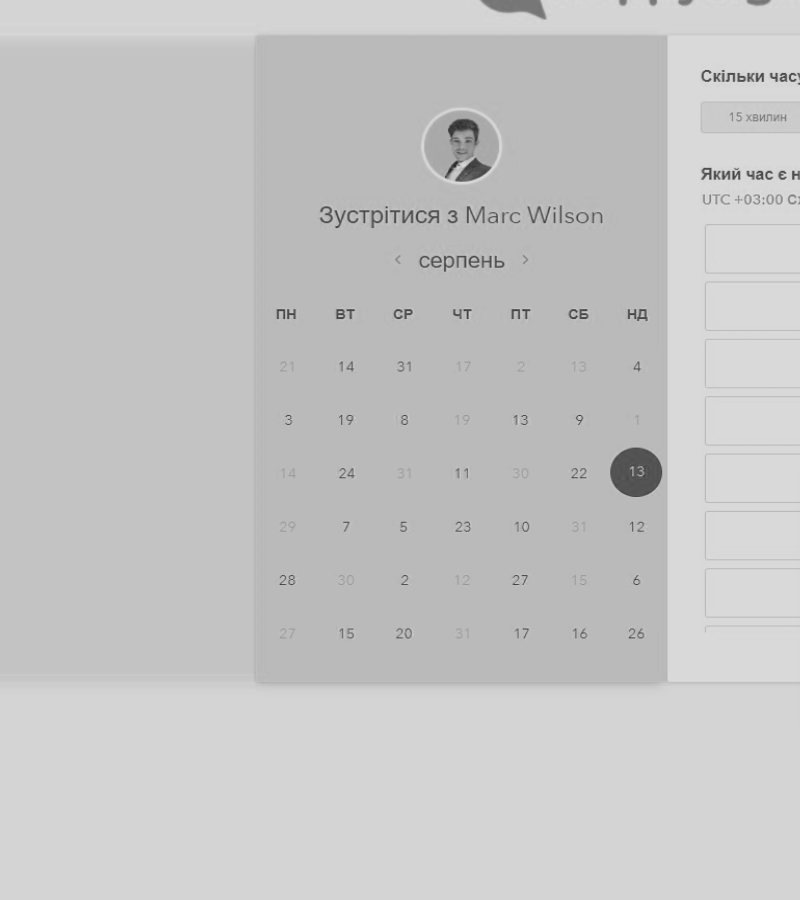 Зустрітися з Marc Wilson
‹ серпень ›
ПН ВТ СР ЧТ ПТ СБ НД
21 14 31 17 2 13 4
3 19 8 19 13 9 1
14 24 31 11 30 22 13
29 7 5 23 10 31 12
28 30 2 12 27 15 6
27 15 20 31 17 16 26
Скільки часу
15 хвилин
Який час є н
UTC +03:00